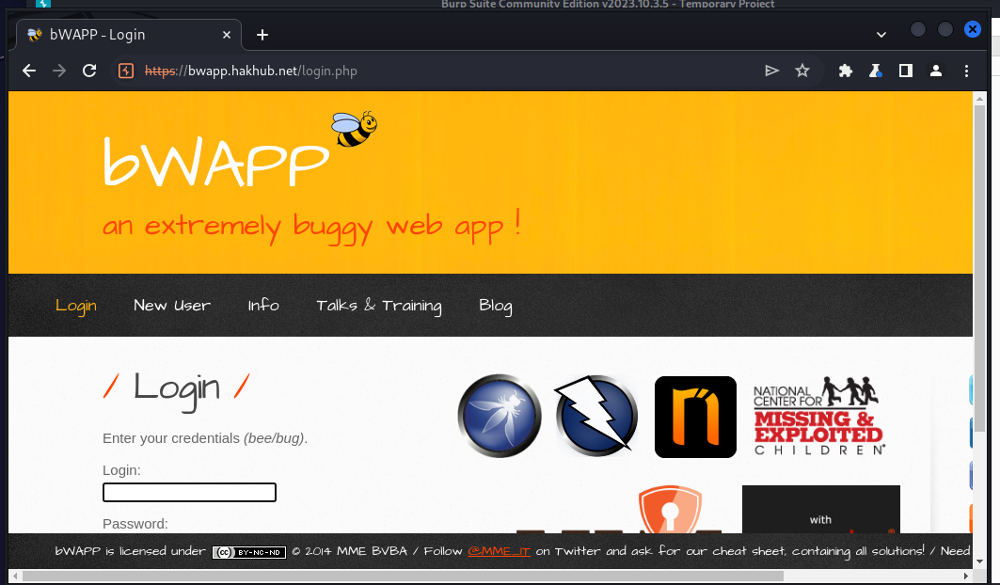 Burp Suite Community Edition v2023.10.3.5 - Temporary Project
bWAPP - Login
https://bwapp.hakhub.net/login.php
bWAPP
an extremely buggy web app !
Login New User Info Talks & Training Blog
/ Login /
Enter your credentials (bee/bug).
Login:
Password:
n
NATIONAL
CENTER FOR
MISSING &
EXPLOITED
CHILDREN
with
bWAPP is licensed under (cc) BY-NC-ND © 2014 MME BVBA / Follow @MME_IT on Twitter and ask for our cheat sheet, containing all solutions! / Need